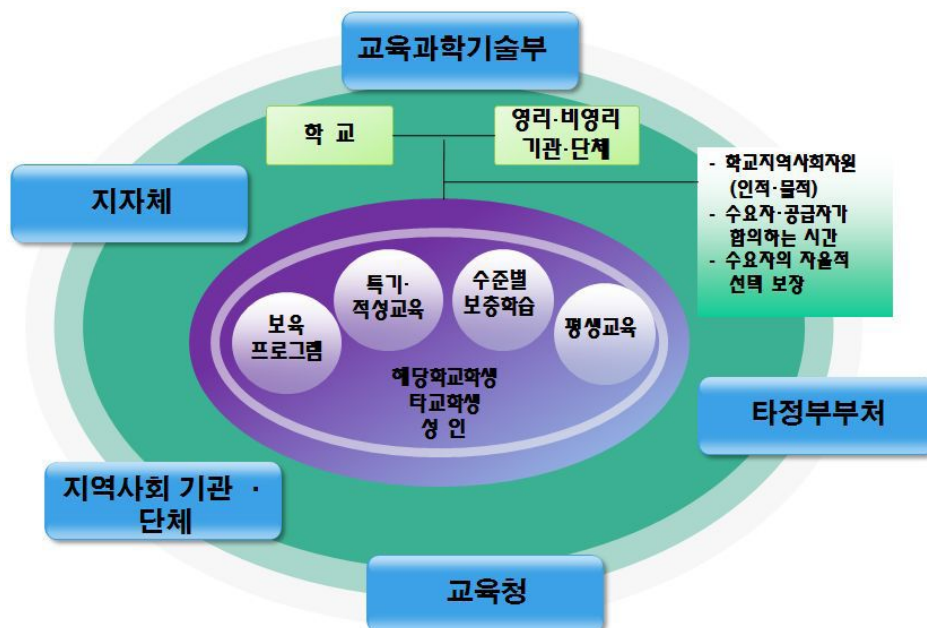 교육과학기술부
학 교
영리·비영리
기관·단체
- 학교지역사회자원
(인적·물적)
- 수요자·공급자가
합의하는 시간
- 수요자의 자율적
선택 보장
지자체
특기·
적성교육
수준별
보충학습
보육
프로그램
평생교육
해당학교학생
타교학생
성 인
타정부부처
지역사회 기관 ·
단체
교육청